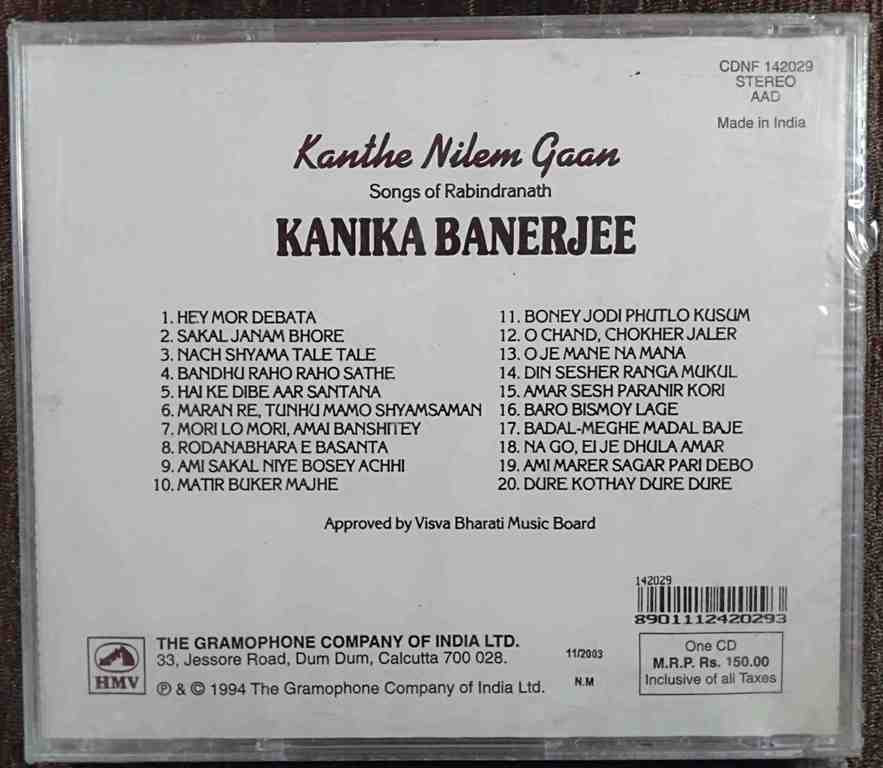 CDNF 142029
STEREO
AAD
Made in India
Kanthe Nilem Gaan
Songs of Rabindranath
KANIKA BANERJEE
1. HEY MOR DEBATA
2. SAKAL JANAM BHORE
3. NACH SHYAMA TALE TALE
4. BANDHU RAHO RAHO SATHE
5. HAI KE DIBE AAR SANTANA
6. MARAN RE, TUNHU MAMO SHYAMSAMAN
7. MORI LO MORI, AMAI BANSHITEY
8. RODANABHARA E BASANTA
9. AMI SAKAL NIYE BOSEY ACHHI
10. MATIR BUKER MAJHE
11. BONEY JODI PHUTLO KUSUM
12. O CHAND, CHOKHER JALER
13. O JE MANE NA MANA
14. DIN SESHER RANGA MUKUL
15. AMAR SESH PARANIR KORI
16. BARO BISMOY LAGE
17. BADAL-MEGHE MADAL BAJE
18. NA GO, EI JE DHULA AMAR
19. AMI MARER SAGAR PARI DEBO
20. DURE KOTHAY DURE DURE
Approved by Visva Bharati Music Board
142029
8901112420293
HMV
THE GRAMOPHONE COMPANY OF INDIA LTD.
33, Jessore Road, Dum Dum, Calcutta 700 028.
℗ & © 1994 The Gramophone Company of India Ltd.
11/2003
N.M
One CD
M.R.P. Rs. 150.00
Inclusive of all Taxes